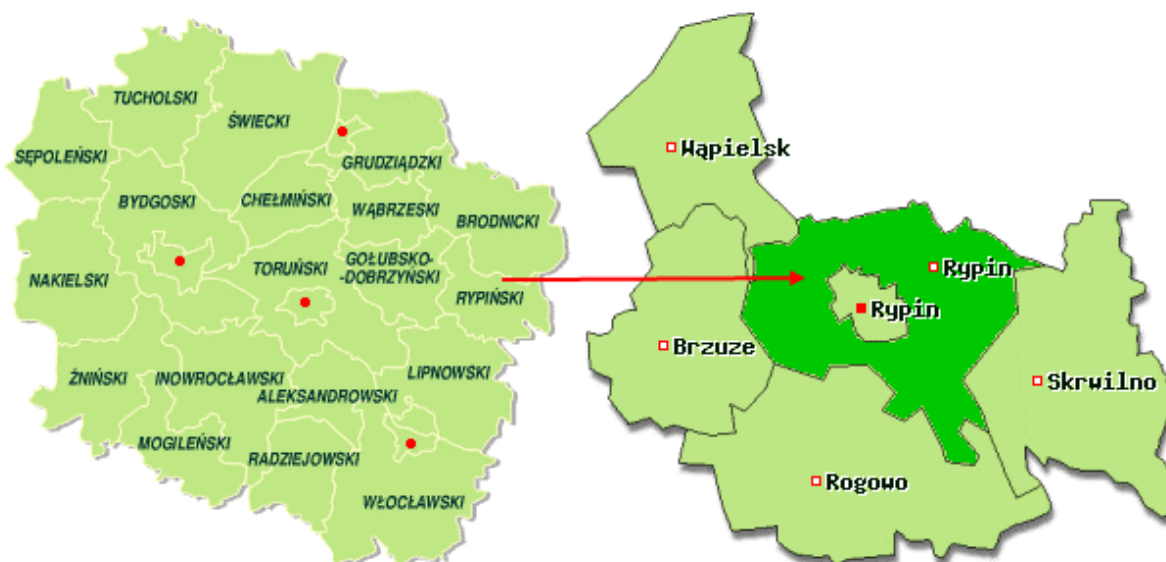 TUCHOLSKI
ŚWIECKI
SĘPOLEŃSKI
GRUDZIĄDZKI
BYDGOSKI
CHEŁMIŃSKI
WĄBRZESKI
BRODNICKI
NAKIELSKI
TORUŃSKI
GOŁUBSKO-
-DOBRZYŃSKI
RYPIŃSKI
ŻNIŃSKI
INOWROCŁAWSKI
ALEKSANDROWSKI
LIPNOWSKI
MOGILEŃSKI
RADZIEJOWSKI
WŁOCŁAWSKI
Wąpielsk
Rypin
Rypin
Brzuze
Skrwilno
Rogowo